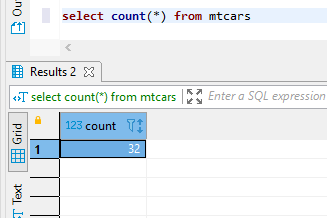 Out
select count(*) from mtcars
Results 2
select count(*) from mtcars
Enter a SQL expression
Grid
123 count
1
32
Text